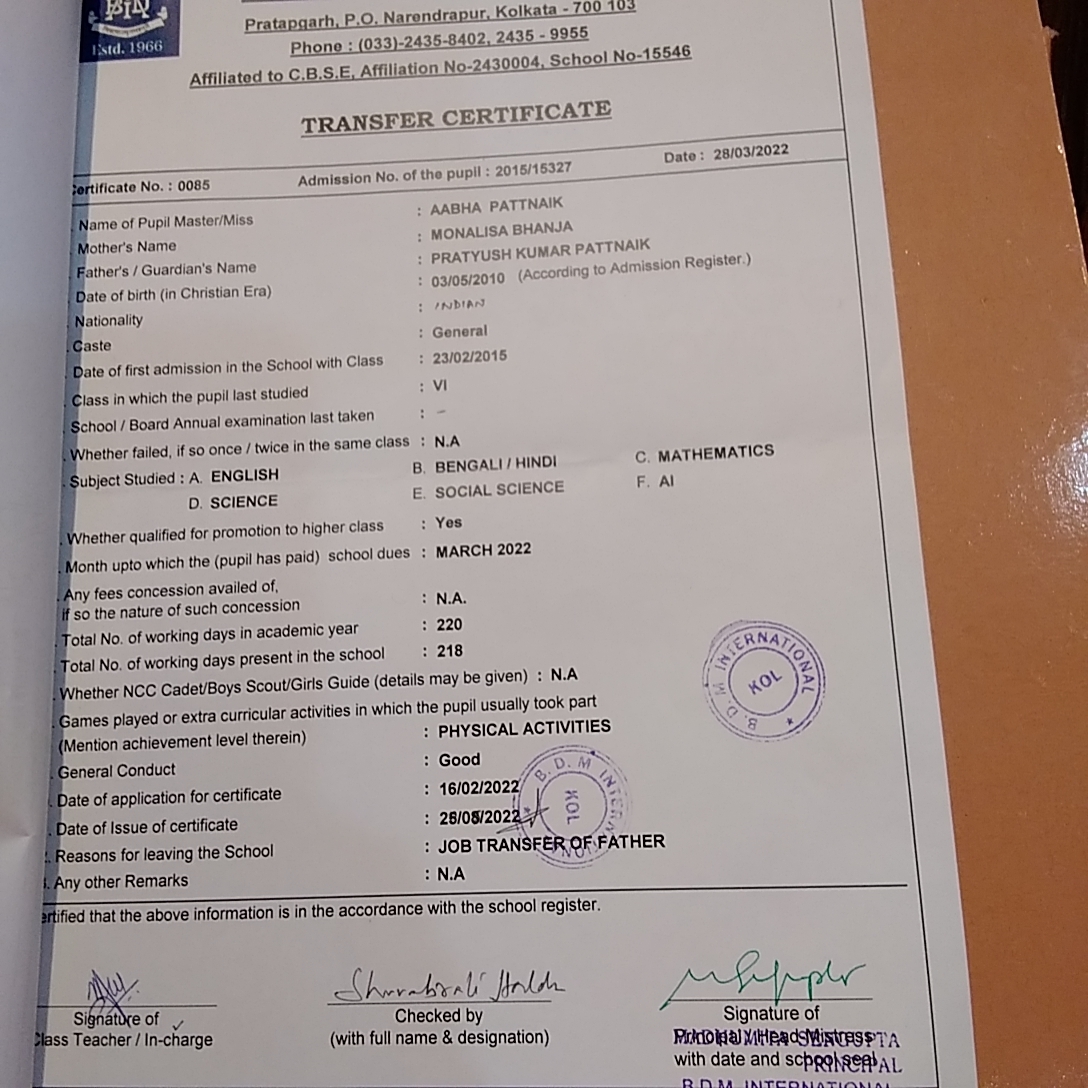 Estd. 1966
Pratapgarh, P.O. Narendrapur, Kolkata - 700 103
Phone : (033)-2435-8402, 2435 - 9955
Affiliated to C.B.S.E, Affiliation No-2430004, School No-15546
TRANSFER CERTIFICATE
Certificate No. : 0085 Admission No. of the pupil : 2015/15327 Date : 28/03/2022
Name of Pupil Master/Miss : AABHA PATTNAIK
Mother's Name : MONALISA BHANJA
Father's / Guardian's Name : PRATYUSH KUMAR PATTNAIK
Date of birth (in Christian Era) : 03/05/2010 (According to Admission Register.)
Nationality : INDIAN
Caste : General
Date of first admission in the School with Class : 23/02/2015
Class in which the pupil last studied : VI
School / Board Annual examination last taken : -
Whether failed, if so once / twice in the same class : N.A
Subject Studied : A. ENGLISH B. BENGALI / HINDI C. MATHEMATICS
D. SCIENCE E. SOCIAL SCIENCE F. AI
Whether qualified for promotion to higher class : Yes
Month upto which the (pupil has paid) school dues : MARCH 2022
Any fees concession availed of,
if so the nature of such concession : N.A.
Total No. of working days in academic year : 220
Total No. of working days present in the school : 218
Whether NCC Cadet/Boys Scout/Girls Guide (details may be given) : N.A
Games played or extra curricular activities in which the pupil usually took part
(Mention achievement level therein) : PHYSICAL ACTIVITIES
General Conduct : Good
Date of application for certificate : 16/02/2022
Date of Issue of certificate :
Reasons for leaving the School : JOB TRANSFER OF FATHER
Any other Remarks : N.A
B. D. M INTERNATIONAL
KOL
B. D. M INTERNATIONAL
KOL
ertified that the above information is in the accordance with the school register.
Signature of
Class Teacher / In-charge
Checked by
(with full name & designation)
Signature of
Principal / Head Mistress
with date and school seal
MADHUMITA SENGUPTA
PRINCIPAL
B.D.M. INTERNATIONAL